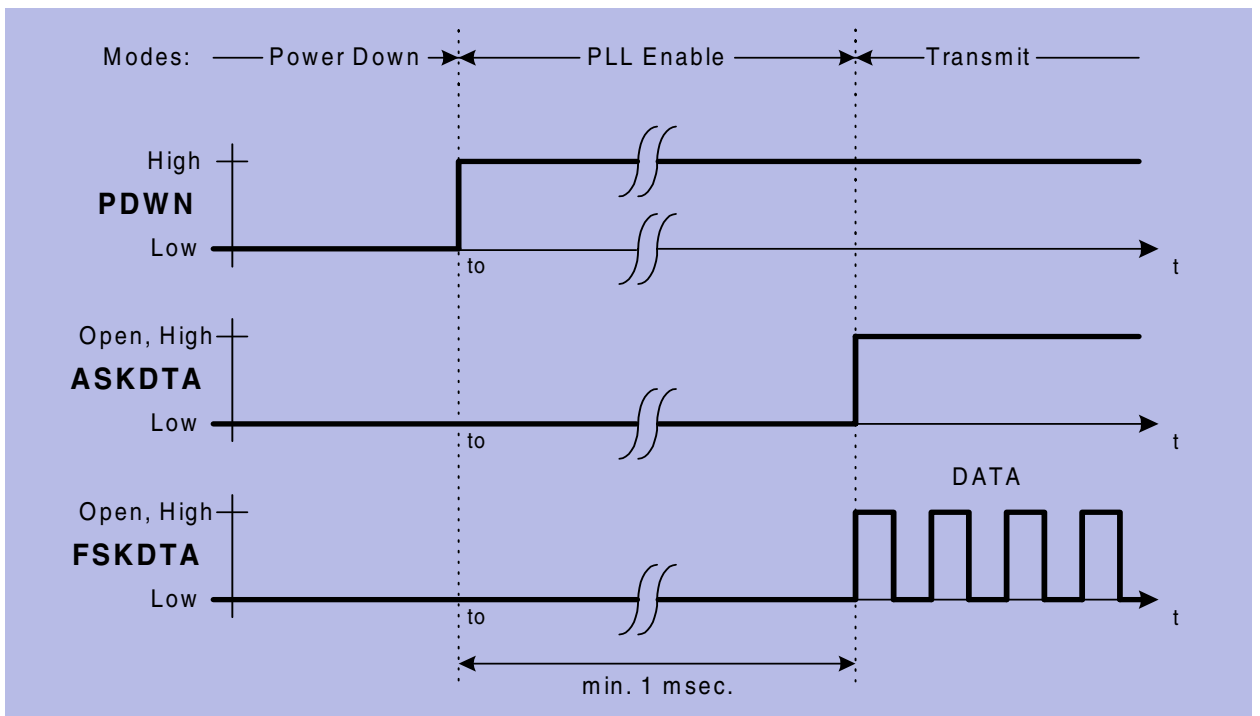 Modes: Power Down PLL Enable Transmit
High
PDWN
Low
to
t
Open, High
ASKDTA
Low
to
t
DATA
Open, High
FSKDTA
Low
to
t
min. 1 msec.